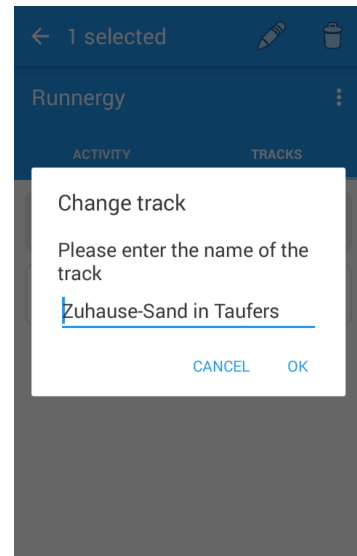 1 selected
Runnergy
ACTIVITY TRACKS
Change track
Please enter the name of the
track
Zuhause-Sand in Taufers
CANCEL OK